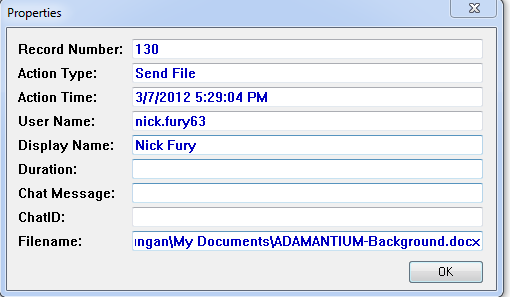 Properties
Record Number: 130
Action Type: Send File
Action Time: 3/7/2012 5:29:04 PM
User Name: nick.fury63
Display Name: Nick Fury
Duration:
Chat Message:
ChatID:
Filename: ngan\My Documents\ADAMANTIUM-Background.docx
OK